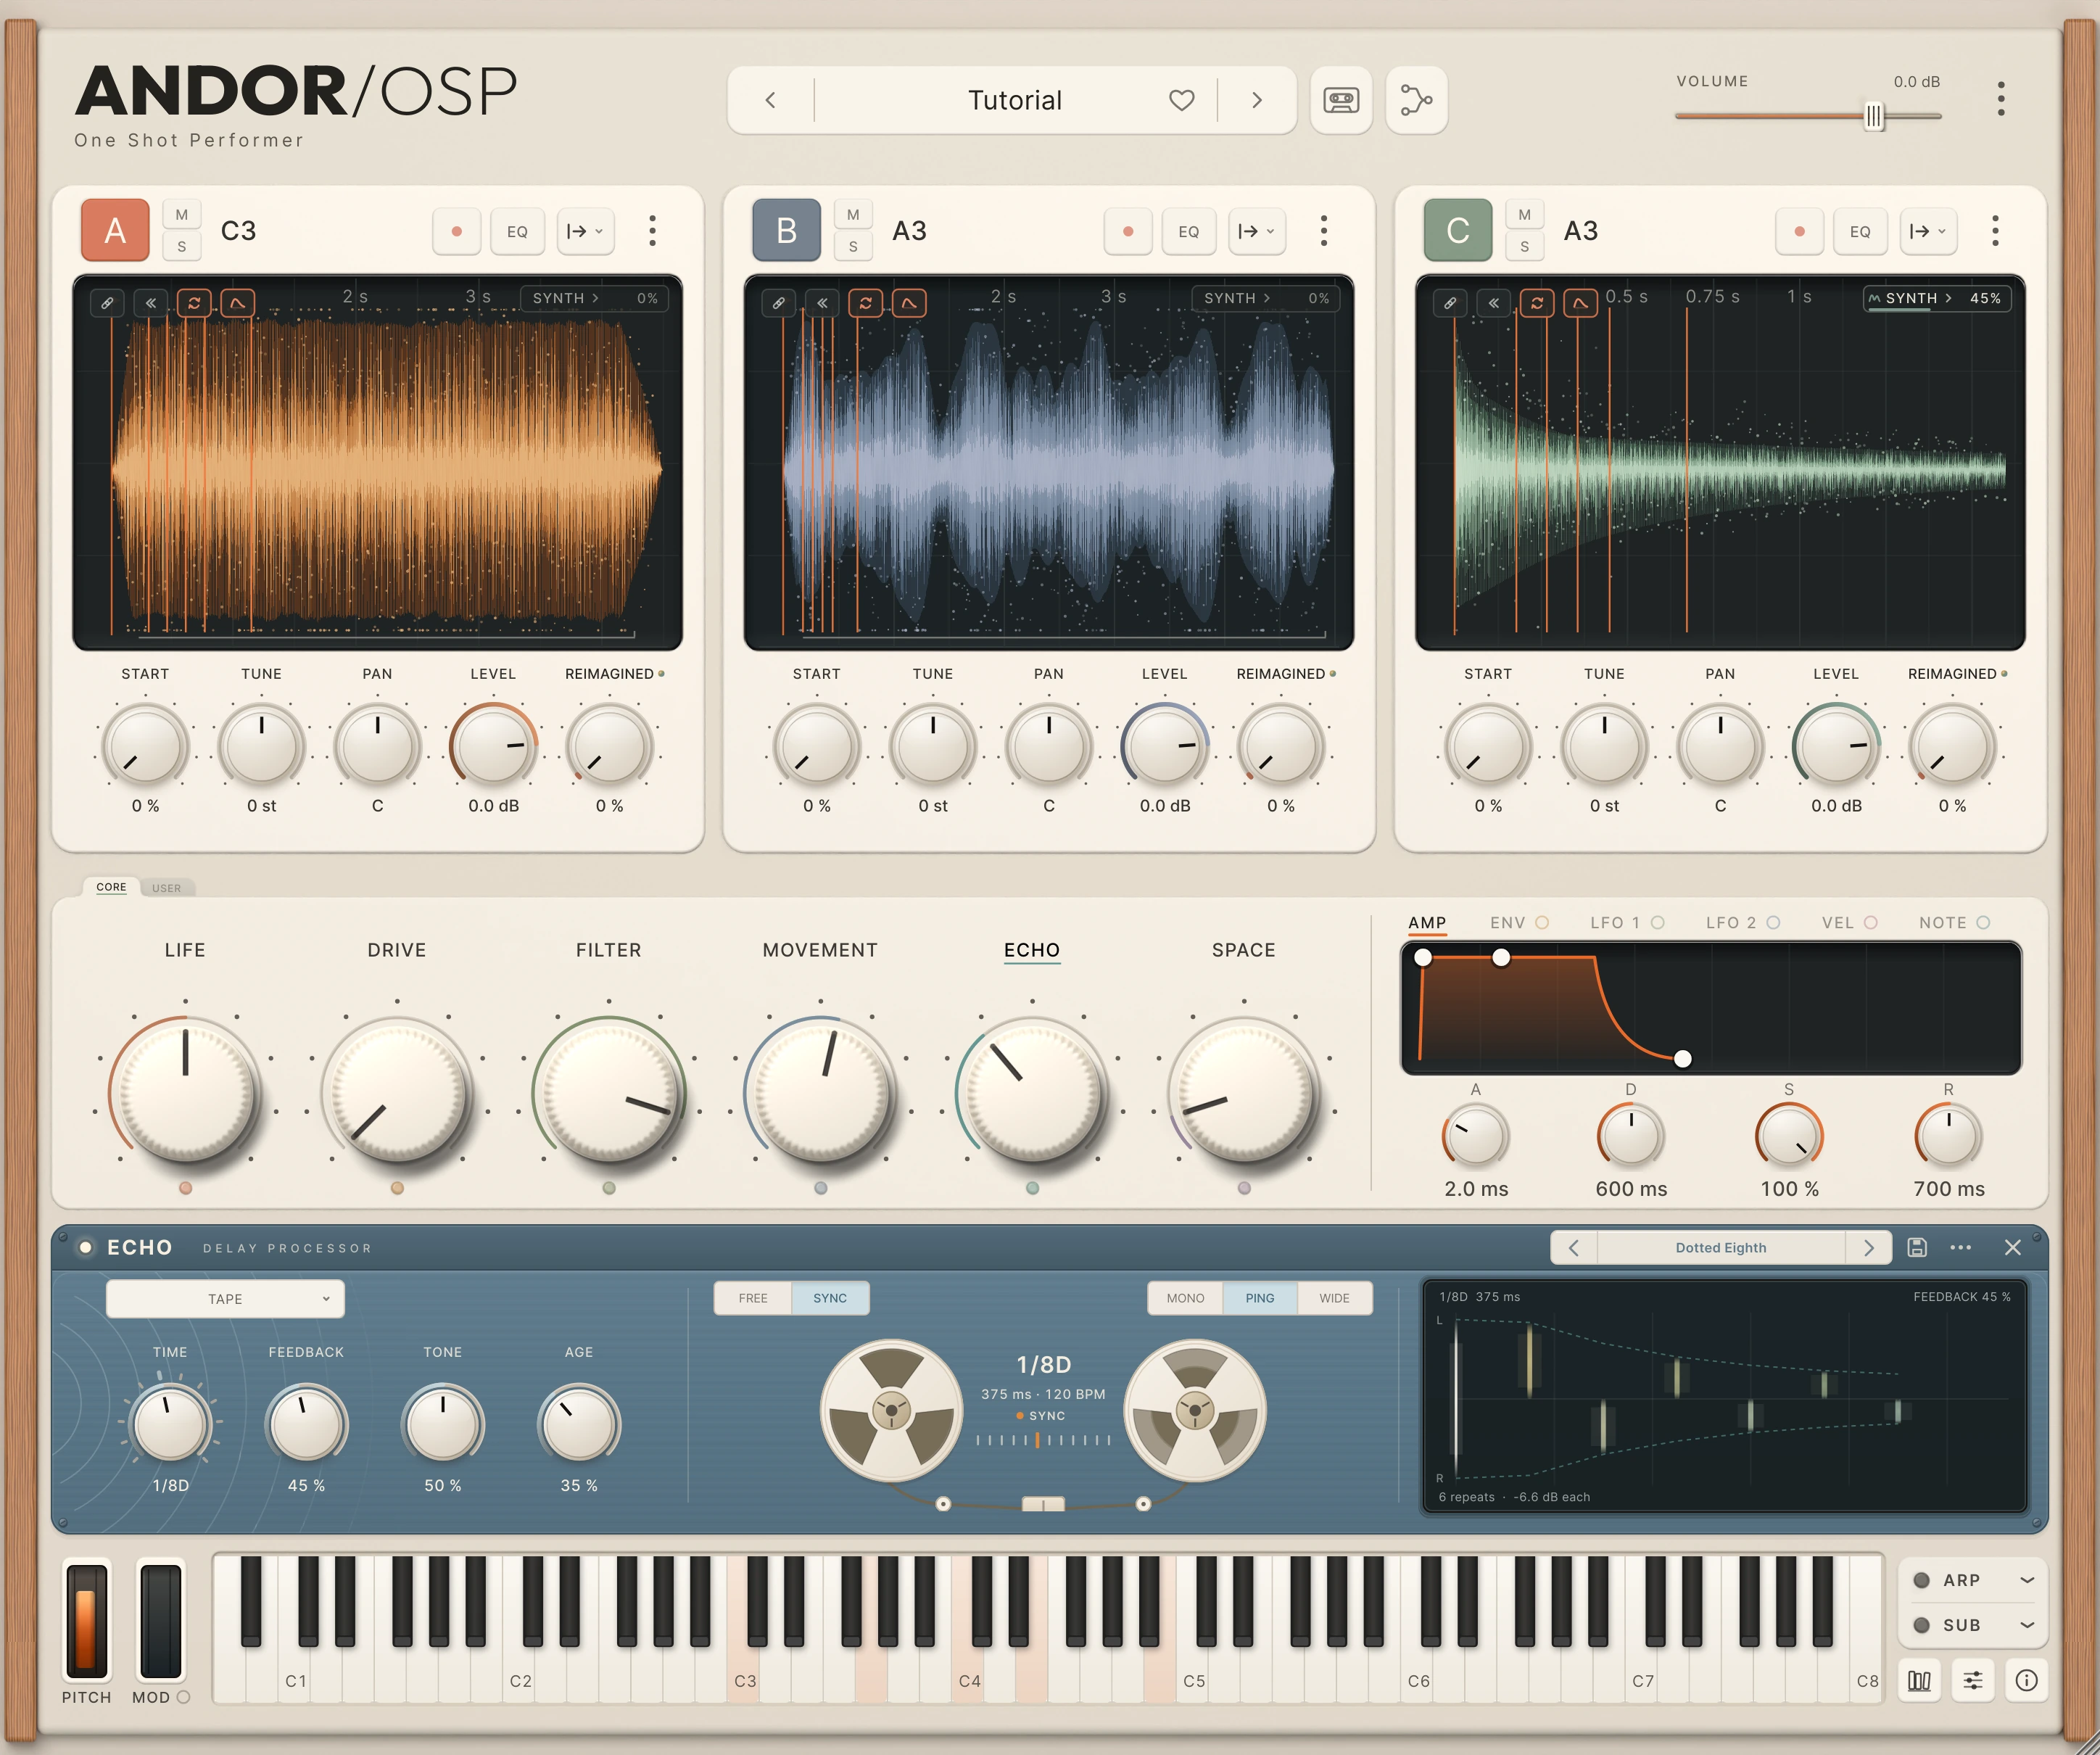 ANDOR/OSP
One Shot Performer
Tutorial
VOLUME 0.0 dB
A M S C3 EQ
B M S A3 EQ
C M S A3 EQ
2 s 3 s SYNTH > 0%
2 s 3 s SYNTH > 0%
0.5 s 0.75 s 1 s SYNTH > 45%
START TUNE PAN LEVEL REIMAGINED
0 % 0 st C 0.0 dB 0 %
START TUNE PAN LEVEL REIMAGINED
0 % 0 st C 0.0 dB 0 %
START TUNE PAN LEVEL REIMAGINED
0 % 0 st C 0.0 dB 0 %
CORE USER
LIFE DRIVE FILTER MOVEMENT ECHO SPACE
AMP ENV LFO 1 LFO 2 VEL NOTE
A D S R
2.0 ms 600 ms 100 % 700 ms
ECHO DELAY PROCESSOR
Dotted Eighth
TAPE
TIME FEEDBACK TONE AGE
1/8D 45 % 50 % 35 %
FREE SYNC
MONO PING WIDE
1/8D
375 ms · 120 BPM
SYNC
1/8D 375 ms FEEDBACK 45 %
L
R
6 repeats · -6.6 dB each
PITCH MOD
C1 C2 C3 C4 C5 C6 C7 C8
ARP
SUB